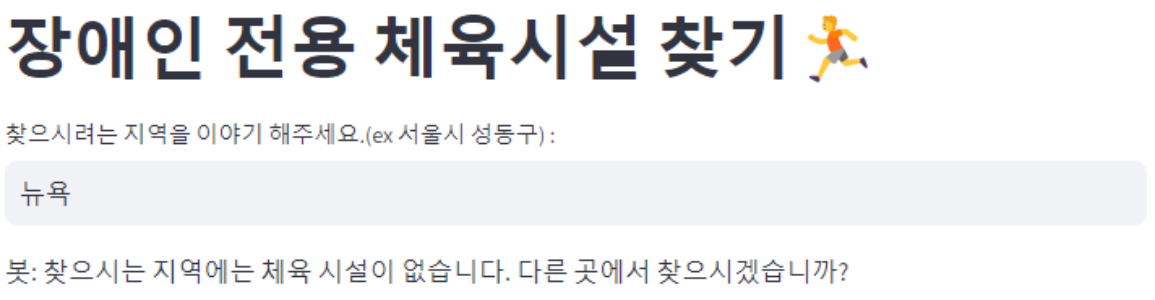 장애인 전용 체육시설 찾기🏃
찾으시려는 지역을 이야기 해주세요.(ex 서울시 성동구) :
뉴욕
봇: 찾으시는 지역에는 체육 시설이 없습니다. 다른 곳에서 찾으시겠습니까?